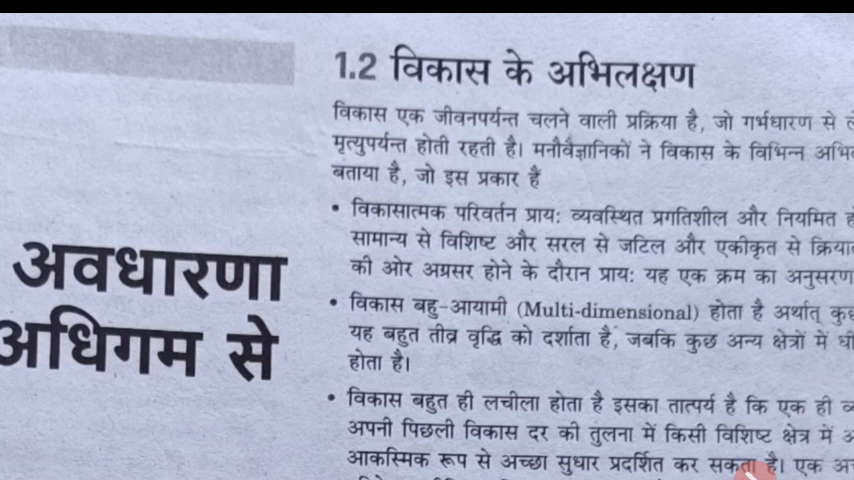 अवधारणा
अधिगम से
1.2 विकास के अभिलक्षण
विकास एक जीवनपर्यन्त चलने वाली प्रक्रिया है, जो गर्भधारण से
मृत्युपर्यन्त होती रहती है। मनौवैज्ञानिकों ने विकास के विभिन्न
बताया है, जो इस प्रकार हैं
• विकासात्मक परिवर्तन प्राय: व्यवस्थित प्रगतिशील और नियमित
सामान्य से विशिष्ट और सरल से जटिल और एकीकृत से
की ओर अग्रसर होने के दौरान प्राय: यह एक क्रम का अनुसरण
• विकास बहु-आयामी (Multi-dimensional) होता है अर्थात्
यह बहुत तीव्र वृद्धि को दर्शाता है, जबकि कुछ अन्य क्षेत्रों में
होता है।
• विकास बहुत ही लचीला होता है इसका तात्पर्य है कि एक ही
अपनी पिछली विकास दर की तुलना में किसी विशिष्ट क्षेत्र में
आकस्मिक रूप से अच्छा सुधार प्रदर्शित कर सकता है। एक